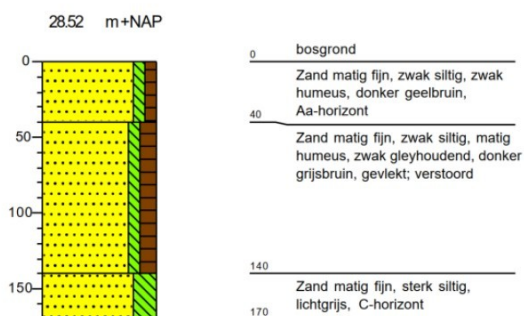 28.52 m+NAP
0
50
100
150
0 bosgrond
Zand matig fijn, zwak siltig, zwak
humeus, donker geelbruin,
Aa-horizont
40
Zand matig fijn, zwak siltig, matig
humeus, zwak gleyhoudend, donker
grijsbruin, gevlekt; verstoord
140
Zand matig fijn, sterk siltig,
lichtgrijs, C-horizont
170